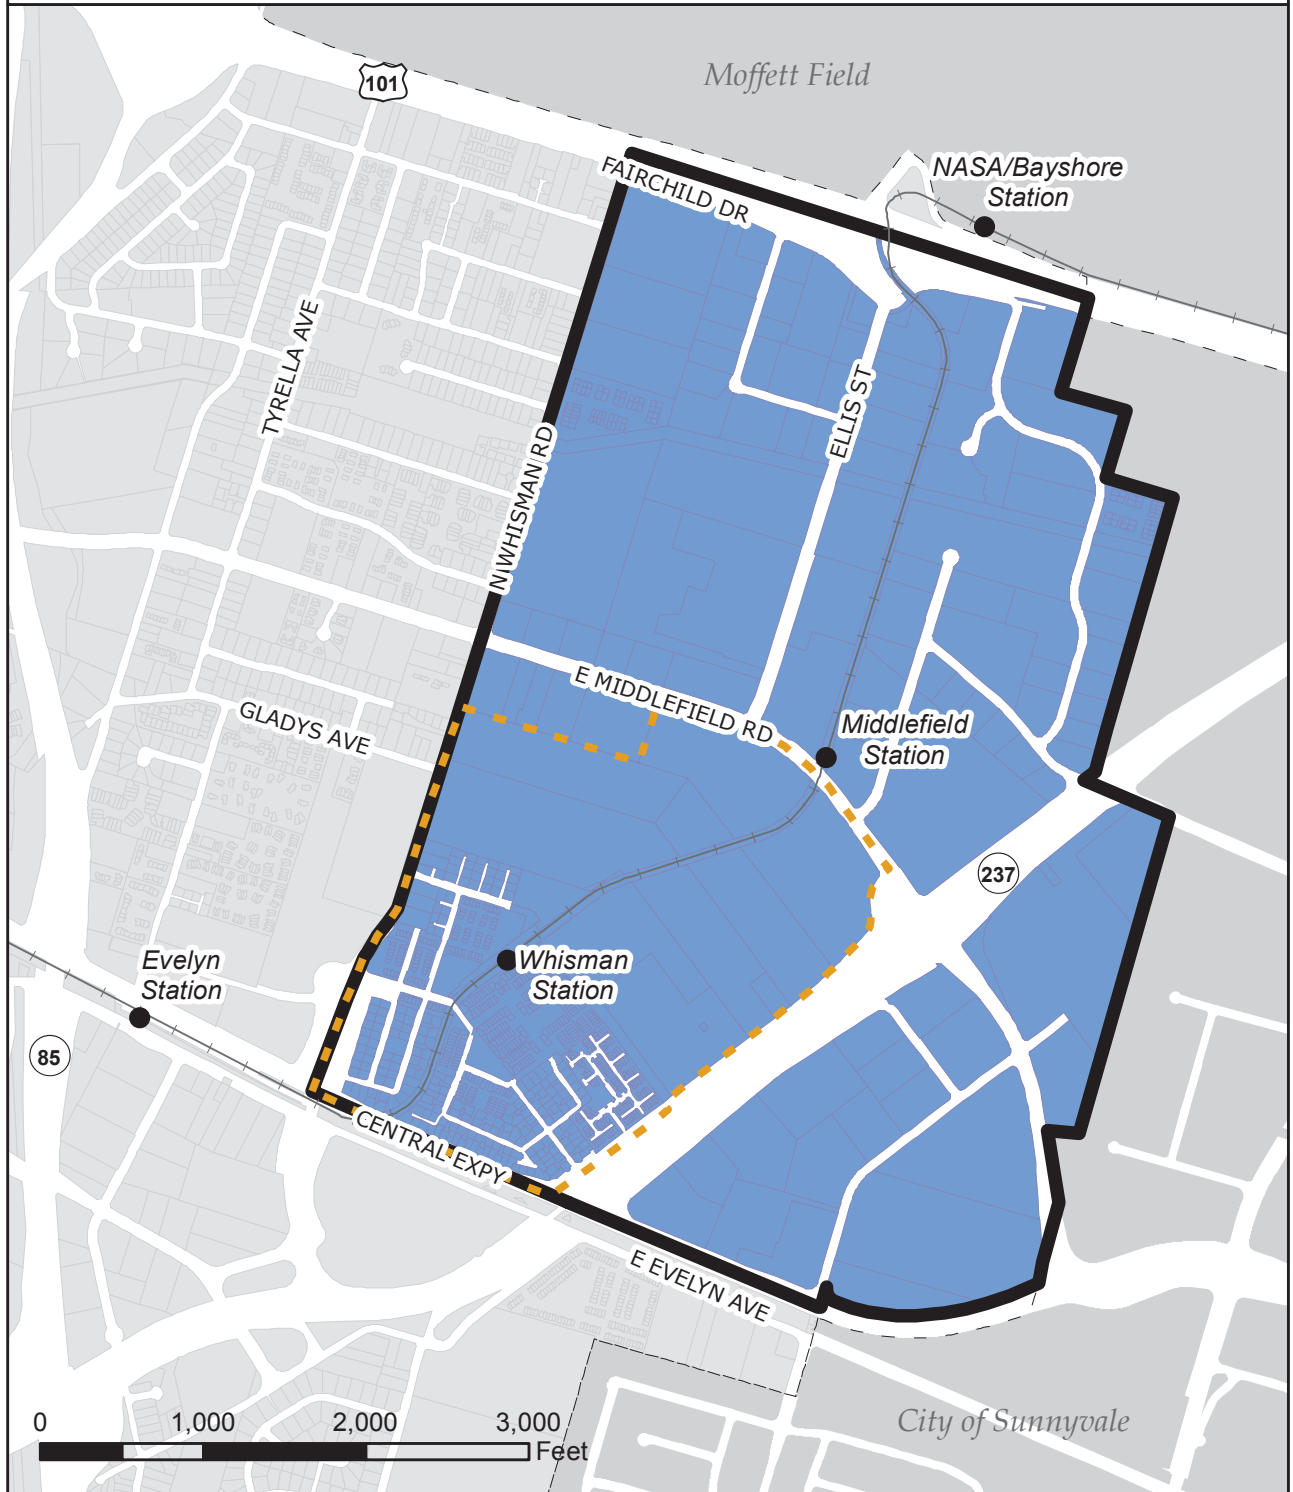 Moffett Field
101
NASA/Bayshore
Station
FAIRCHILD DR
TYRELLA AVE
ELLIS ST
N WHISMAN RD
E MIDDLEFIELD RD
GLADYS AVE
Middlefield
Station
237
Evelyn
Station
Whisman
Station
85
CENTRAL EXPY
E EVELYN AVE
City of Sunnyvale
0 1,000 2,000 3,000
Feet